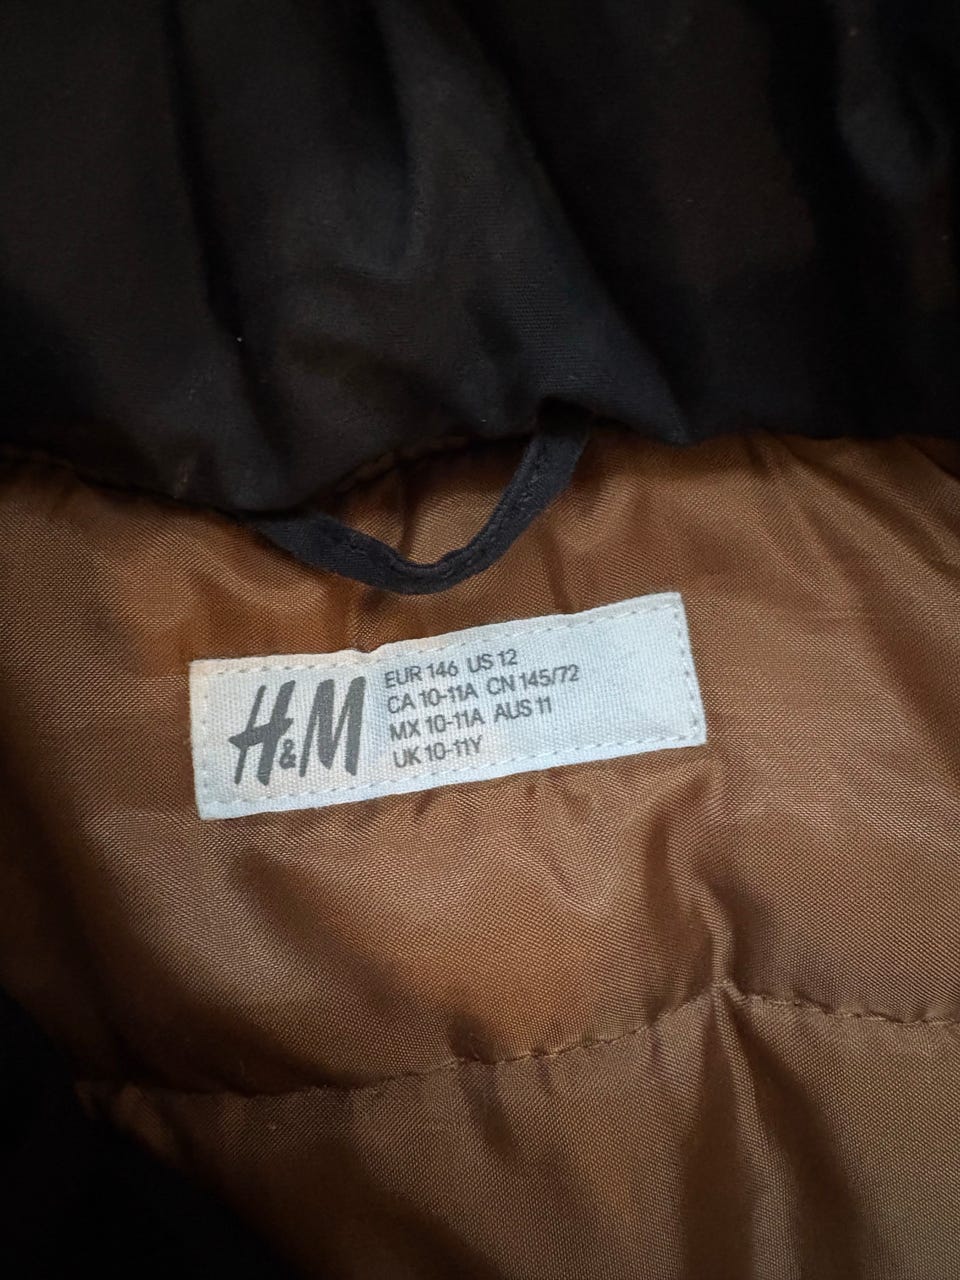 H&M
EUR 146 US 12
CA 10-11A CN 145/72
MX 10-11A AUS 11
UK 10-11Y